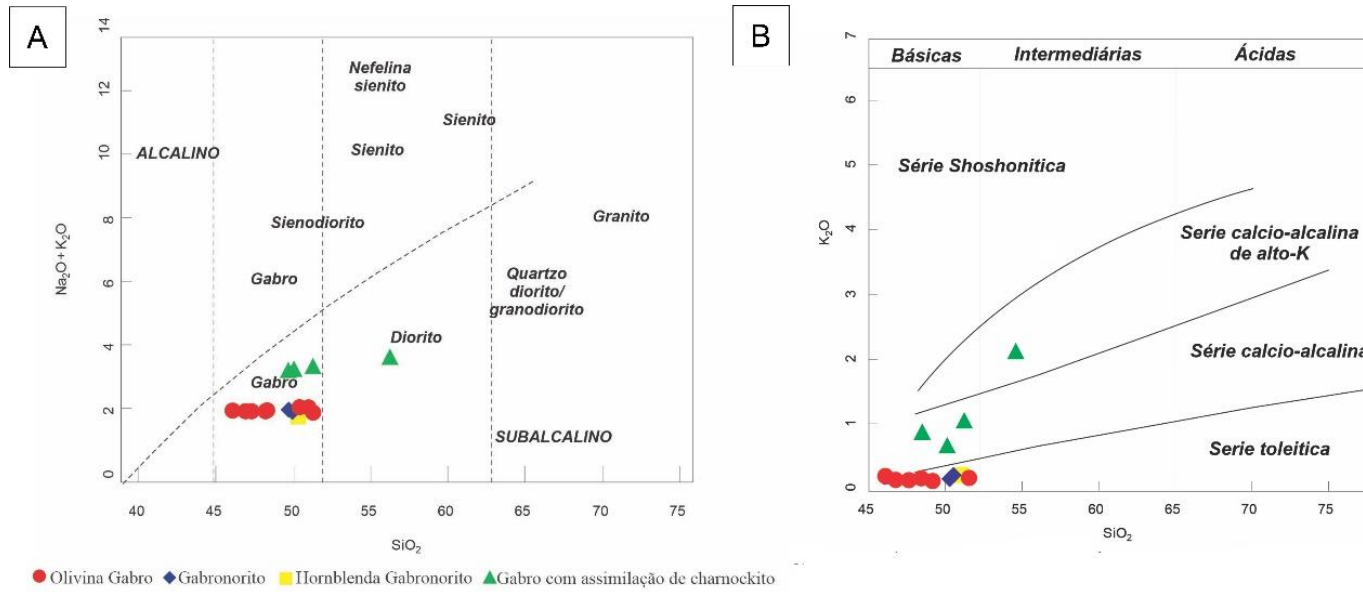 A
14
12
10
8
6
4
2
0
Na₂O + K₂O
Nefelina
sienito
Sienito
ALCALINO
Sienito
Sienodiorito
Granito
Gabro
Quartzo
diorito/
granodiorito
Diorito
Gabro
SUBALCALINO
40 45 50 55 60 65 70 75
SiO₂
B
7
6
5
4
3
2
1
0
K₂O
Básicas Intermediárias Ácidas
Série Shoshonitica
Serie calcio-alcalina
de alto-K
Série calcio-alcalina
Serie toleitica
45 50 55 60 65 70 75
SiO₂
Olivina Gabro Gabronorito Hornblenda Gabronorito Gabro com assimilação de charnockito